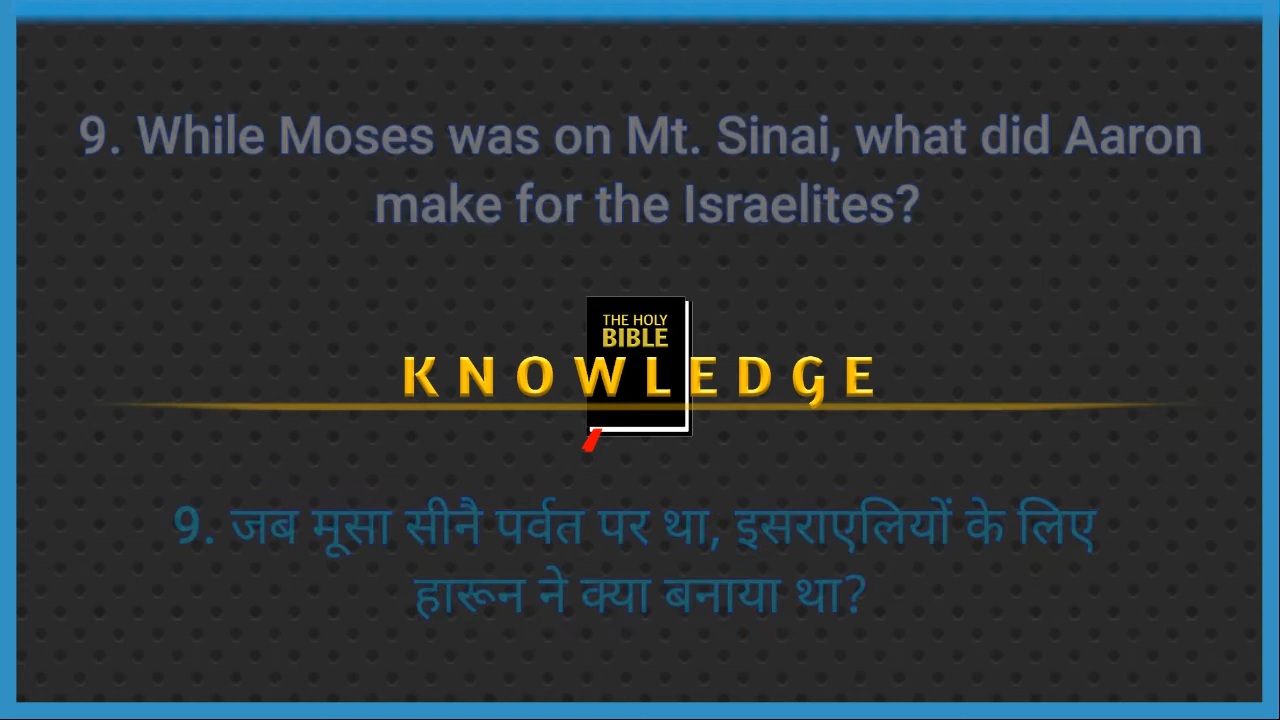 9. While Moses was on Mt. Sinai, what did Aaron
make for the Israelites?
THE HOLY
BIBLE
KNOWLEDGE
9. जब मूसा सीनै पर्वत पर था, इसराएलियों के लिए
हारून ने क्या बनाया था?